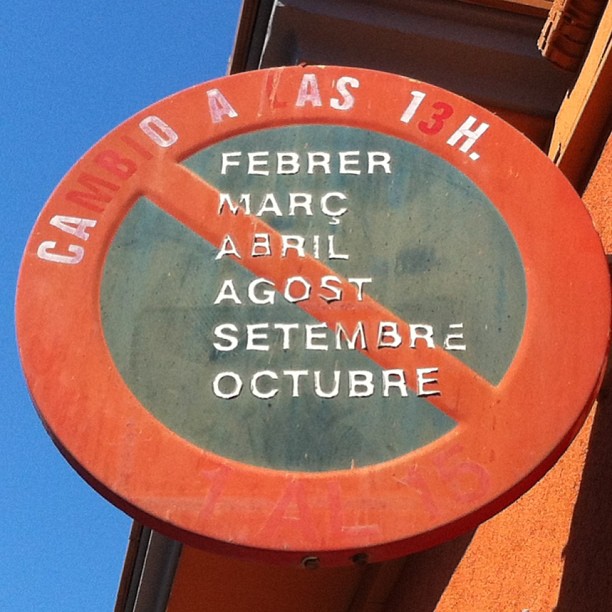 CAMBIO A LAS 13H.
FEBRER
MARÇ
ABRIL
AGOST
SETEMBRE
OCTUBRE
1 AL 15